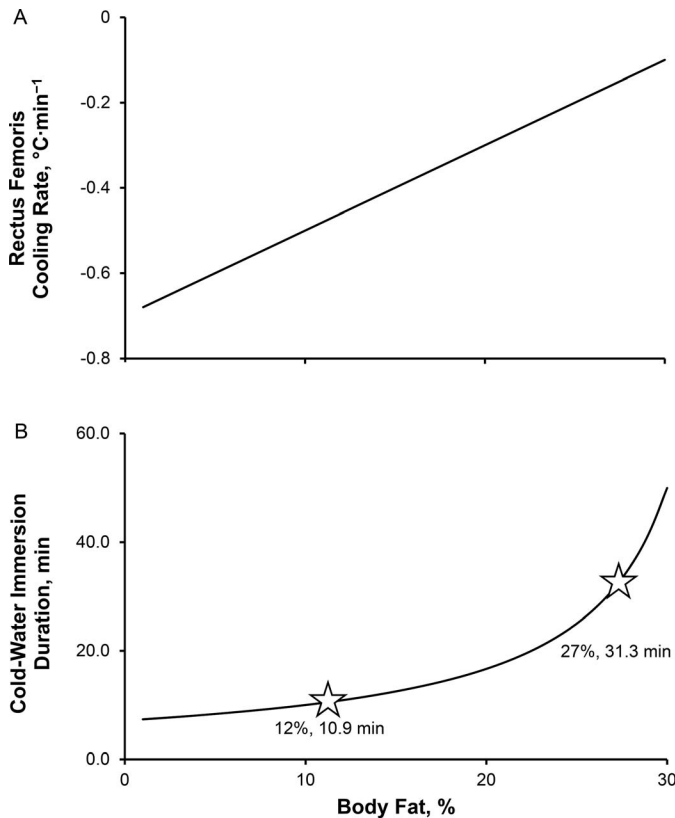 A
0
-0.2
-0.4
-0.6
-0.8
Rectus Femoris
Cooling Rate, °C·min⁻¹
B
60.0
40.0
20.0
0.0
Cold-Water Immersion
Duration, min
27%, 31.3 min
12%, 10.9 min
0
10
20
30
Body Fat, %